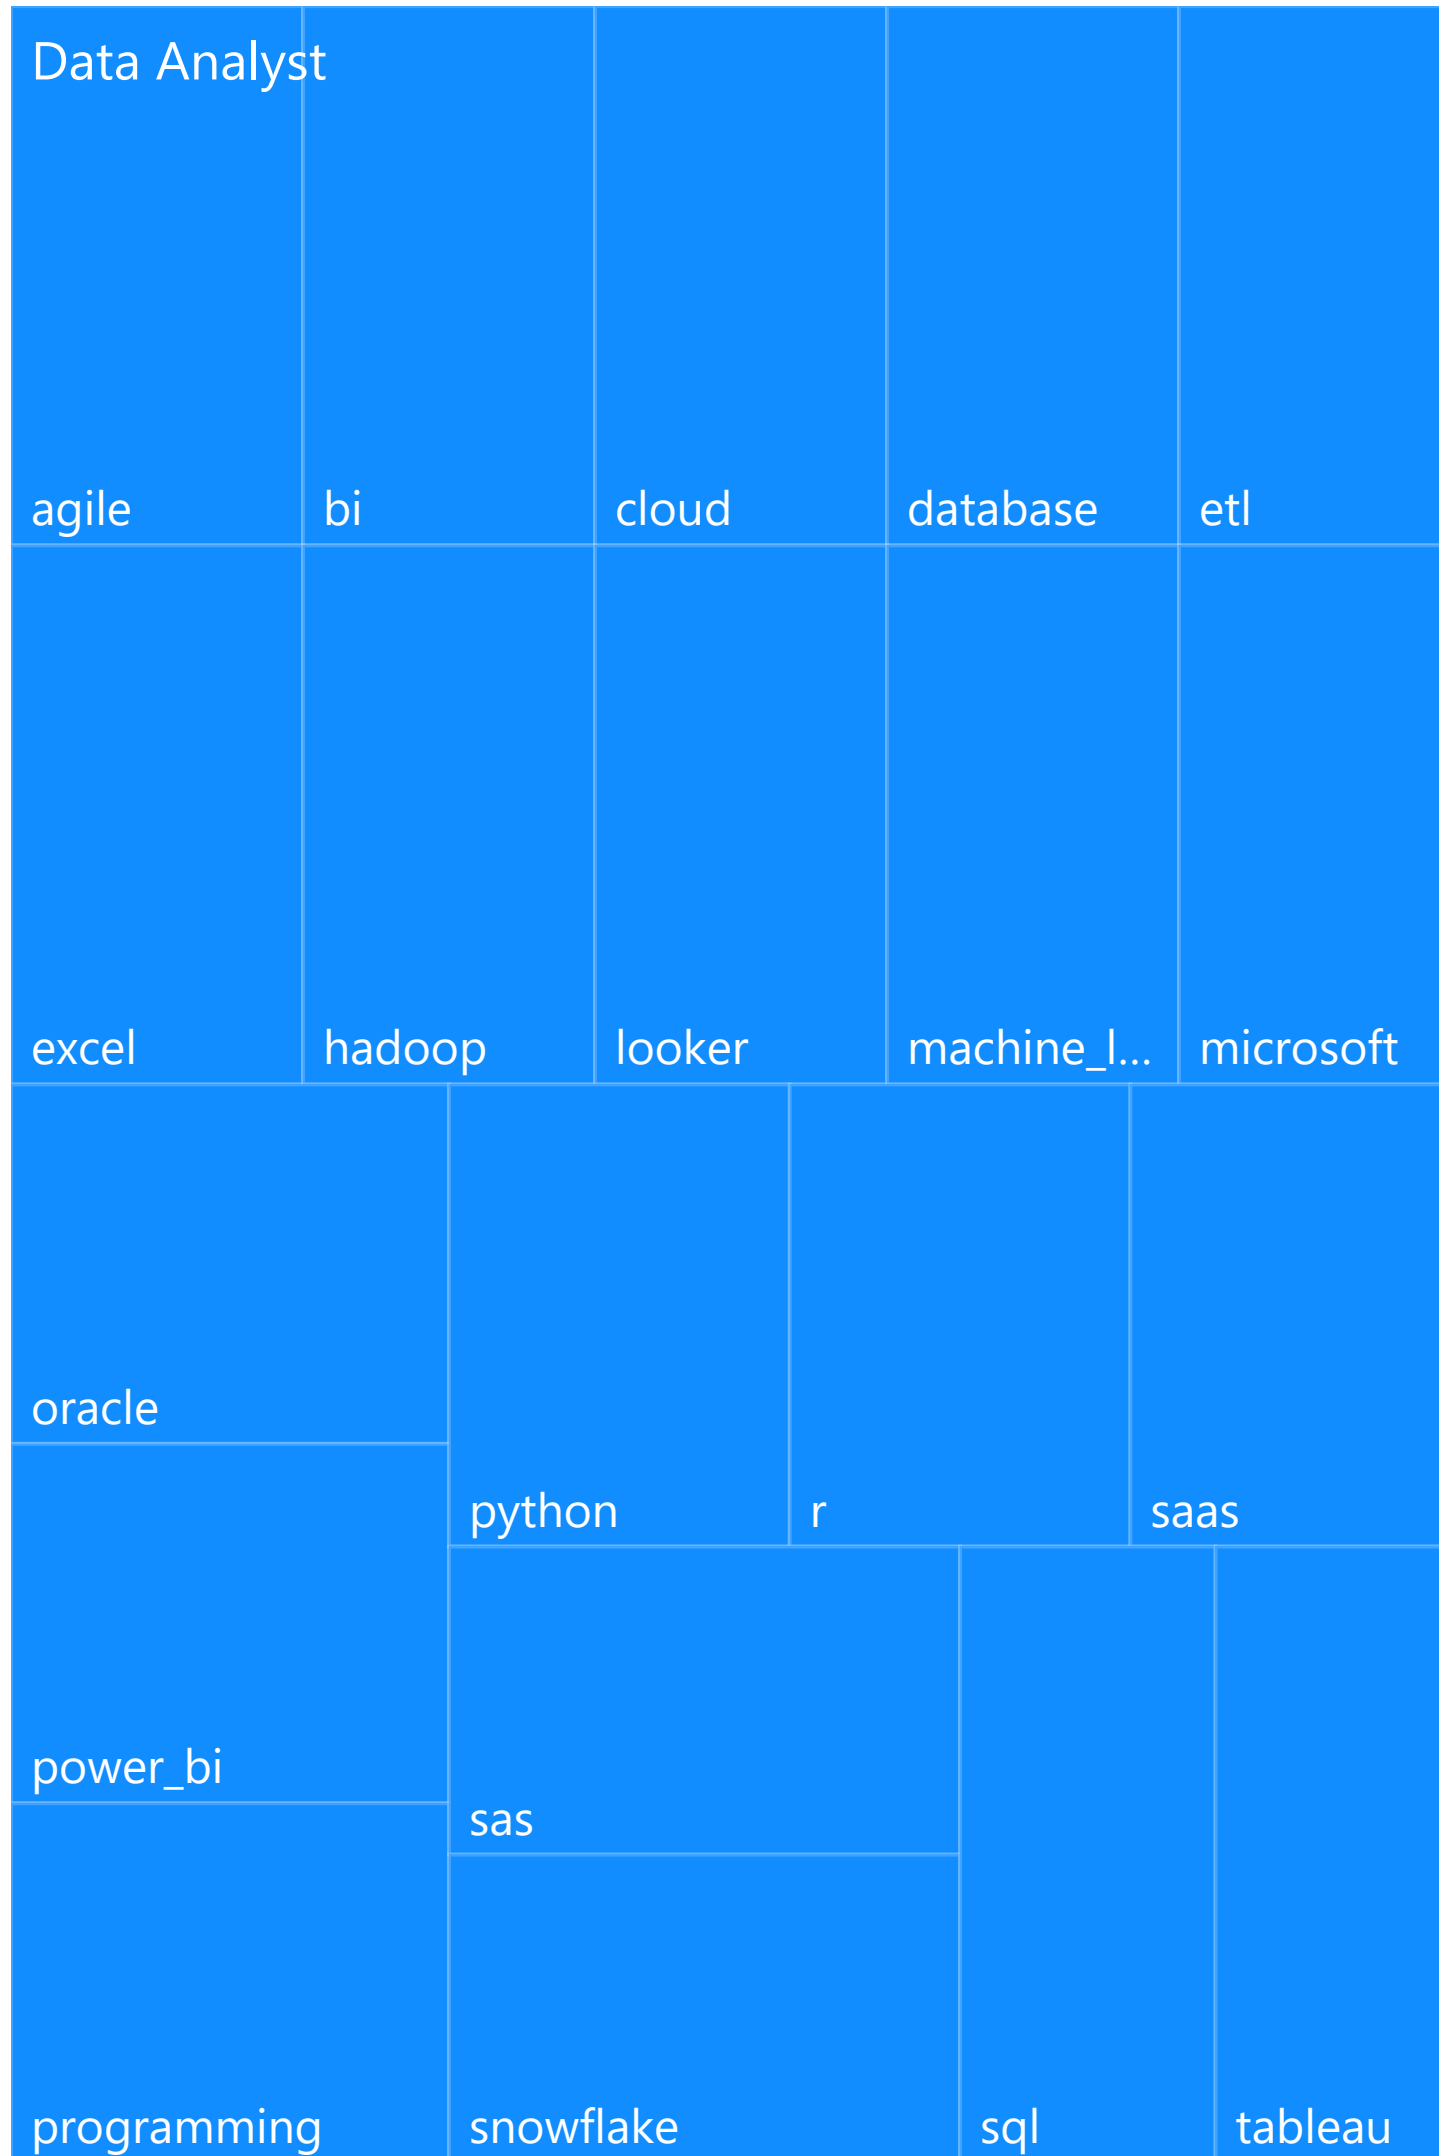 Data Analyst
agile
bi
cloud
database
etl
excel
hadoop
looker
machine_l...
microsoft
oracle
python
r
saas
power_bi
sas
programming
snowflake
sql
tableau